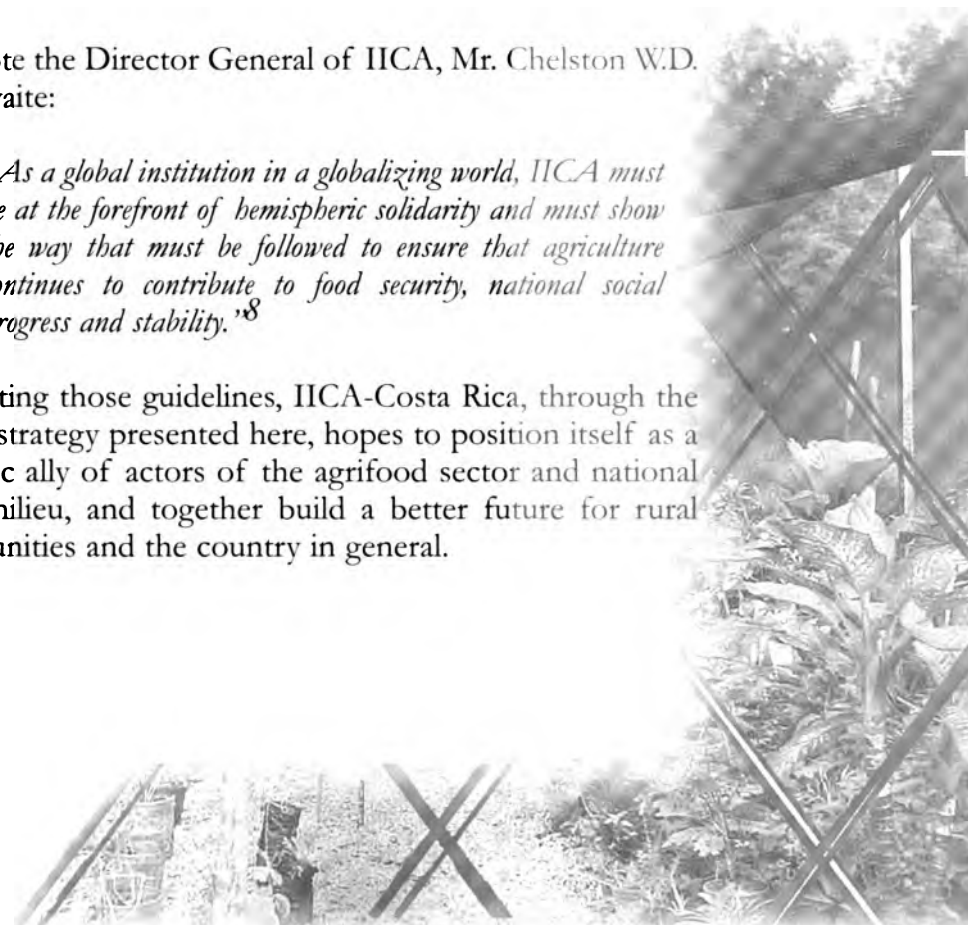 te the Director General of IICA, Mr. Chelston W.D.
aite:
As a global institution in a globalizing world, IICA must
e at the forefront of hemispheric solidarity and must show
he way that must be followed to ensure that agriculture
ontinues to contribute to food security, national social
rogress and stability."8
ting those guidelines, IICA-Costa Rica, through the
strategy presented here, hopes to position itself as a
c ally of actors of the agrifood sector and national
ilieu, and together build a better future for rural
nities and the country in general.